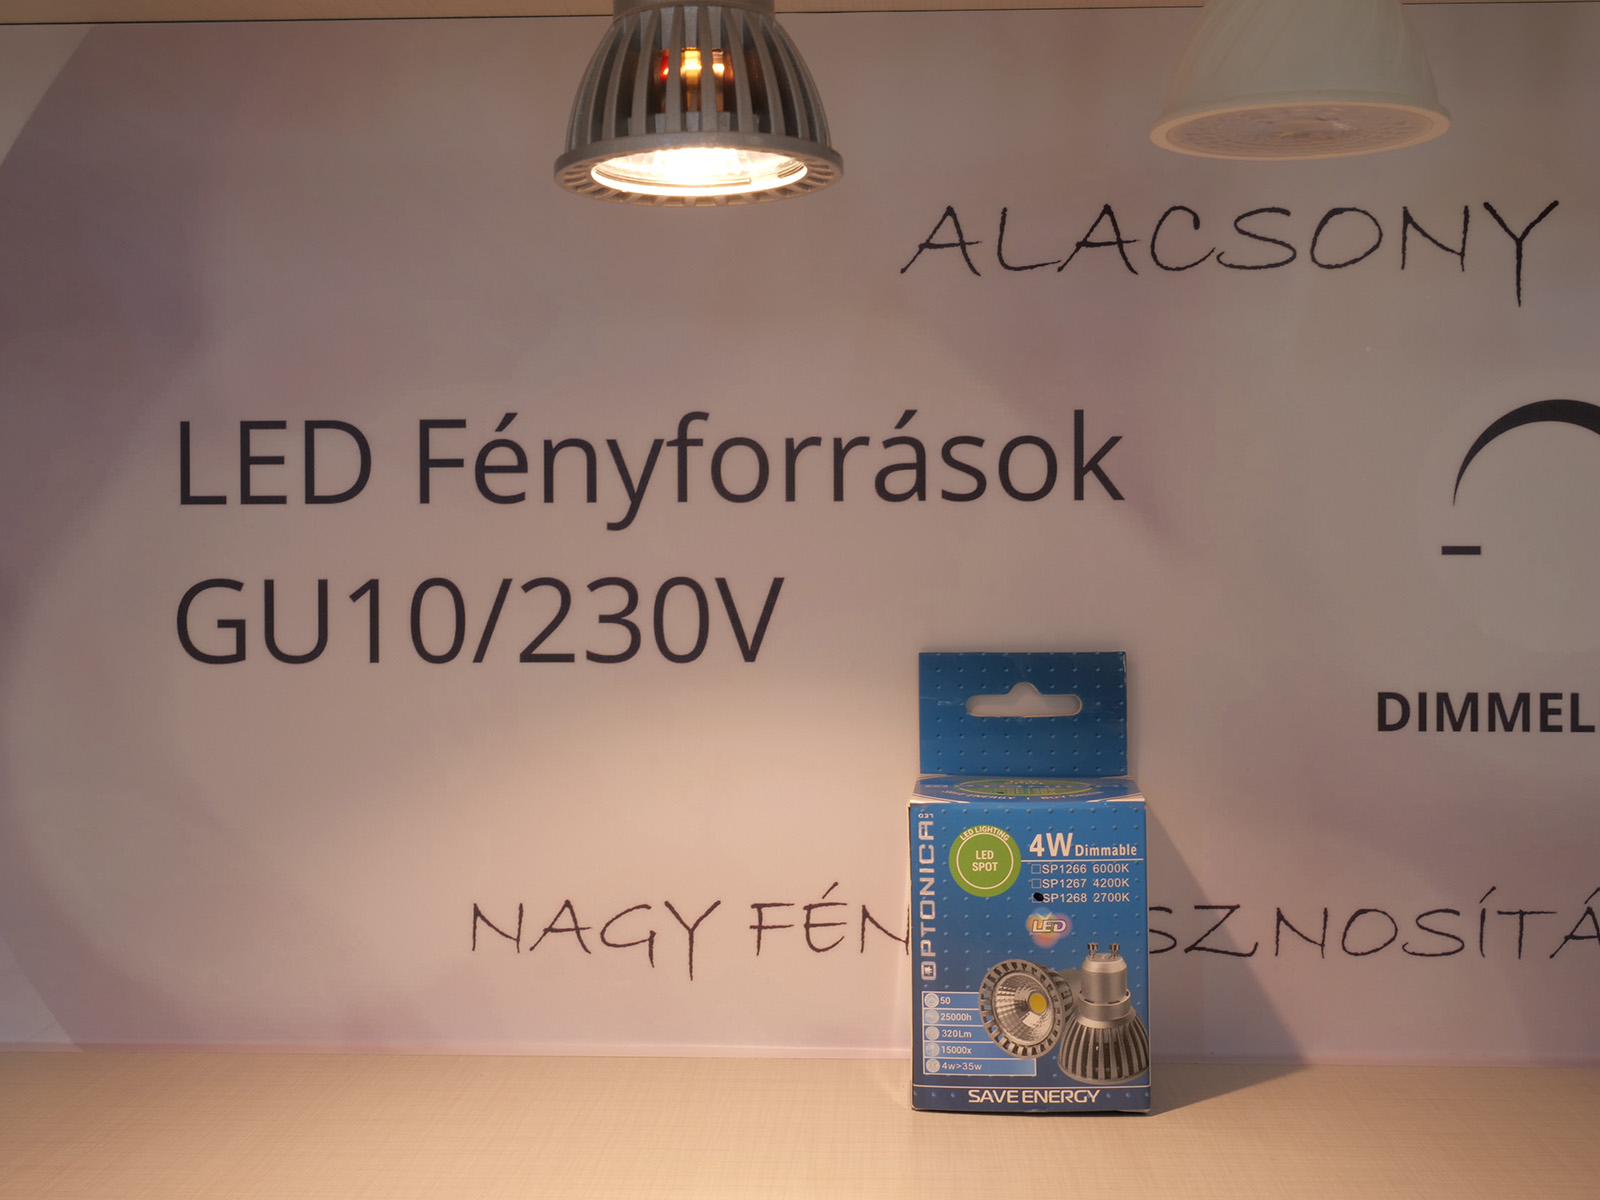 ALACSONY
LED Fényforrások
GU10/230V
DIMMEL
NAGY FÉN
SZNOSÍTÁ
OPTONICA
LED LIGHTING
LED
SPOT
4W Dimmable
SP1266 6000K
SP1267 4200K
SP1268 2700K
LED
50
25000h
320Lm
15000x
4w>35w
SAVE ENERGY